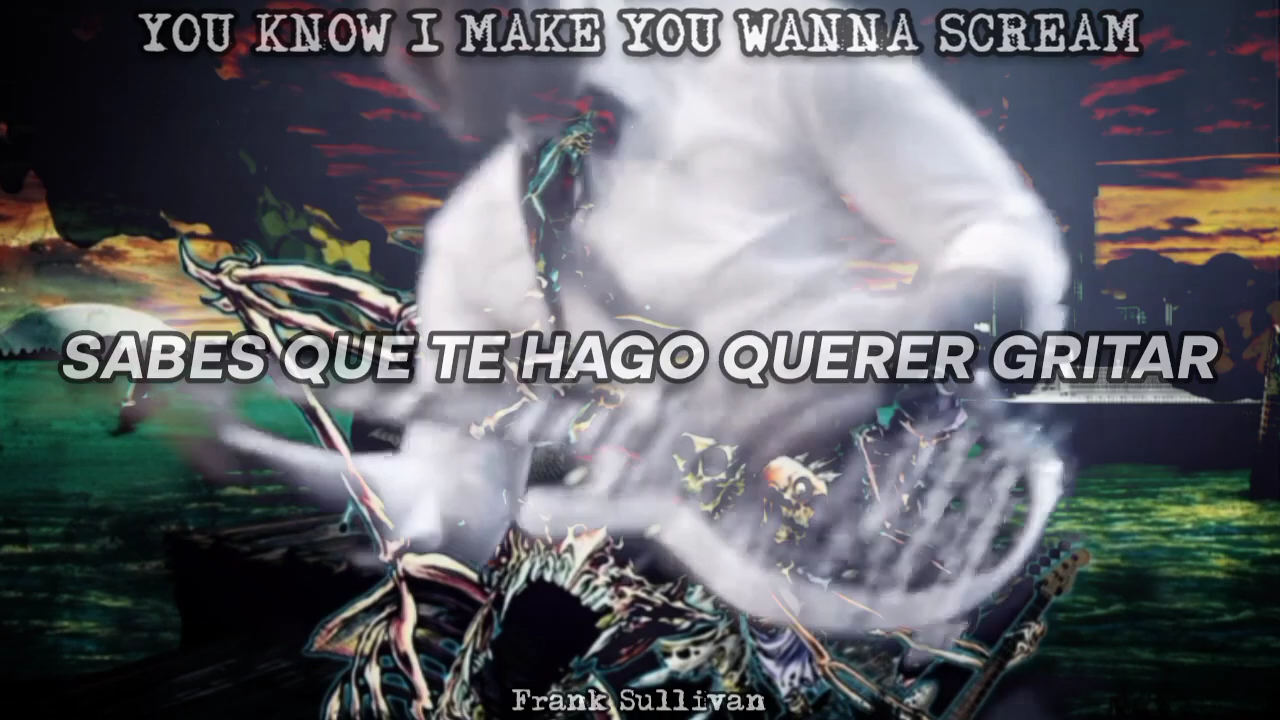 YOU KNOW I MAKE YOU WANNA SCREAM
SABES QUE TE HAGO QUERER GRITAR
Frank Sullivan